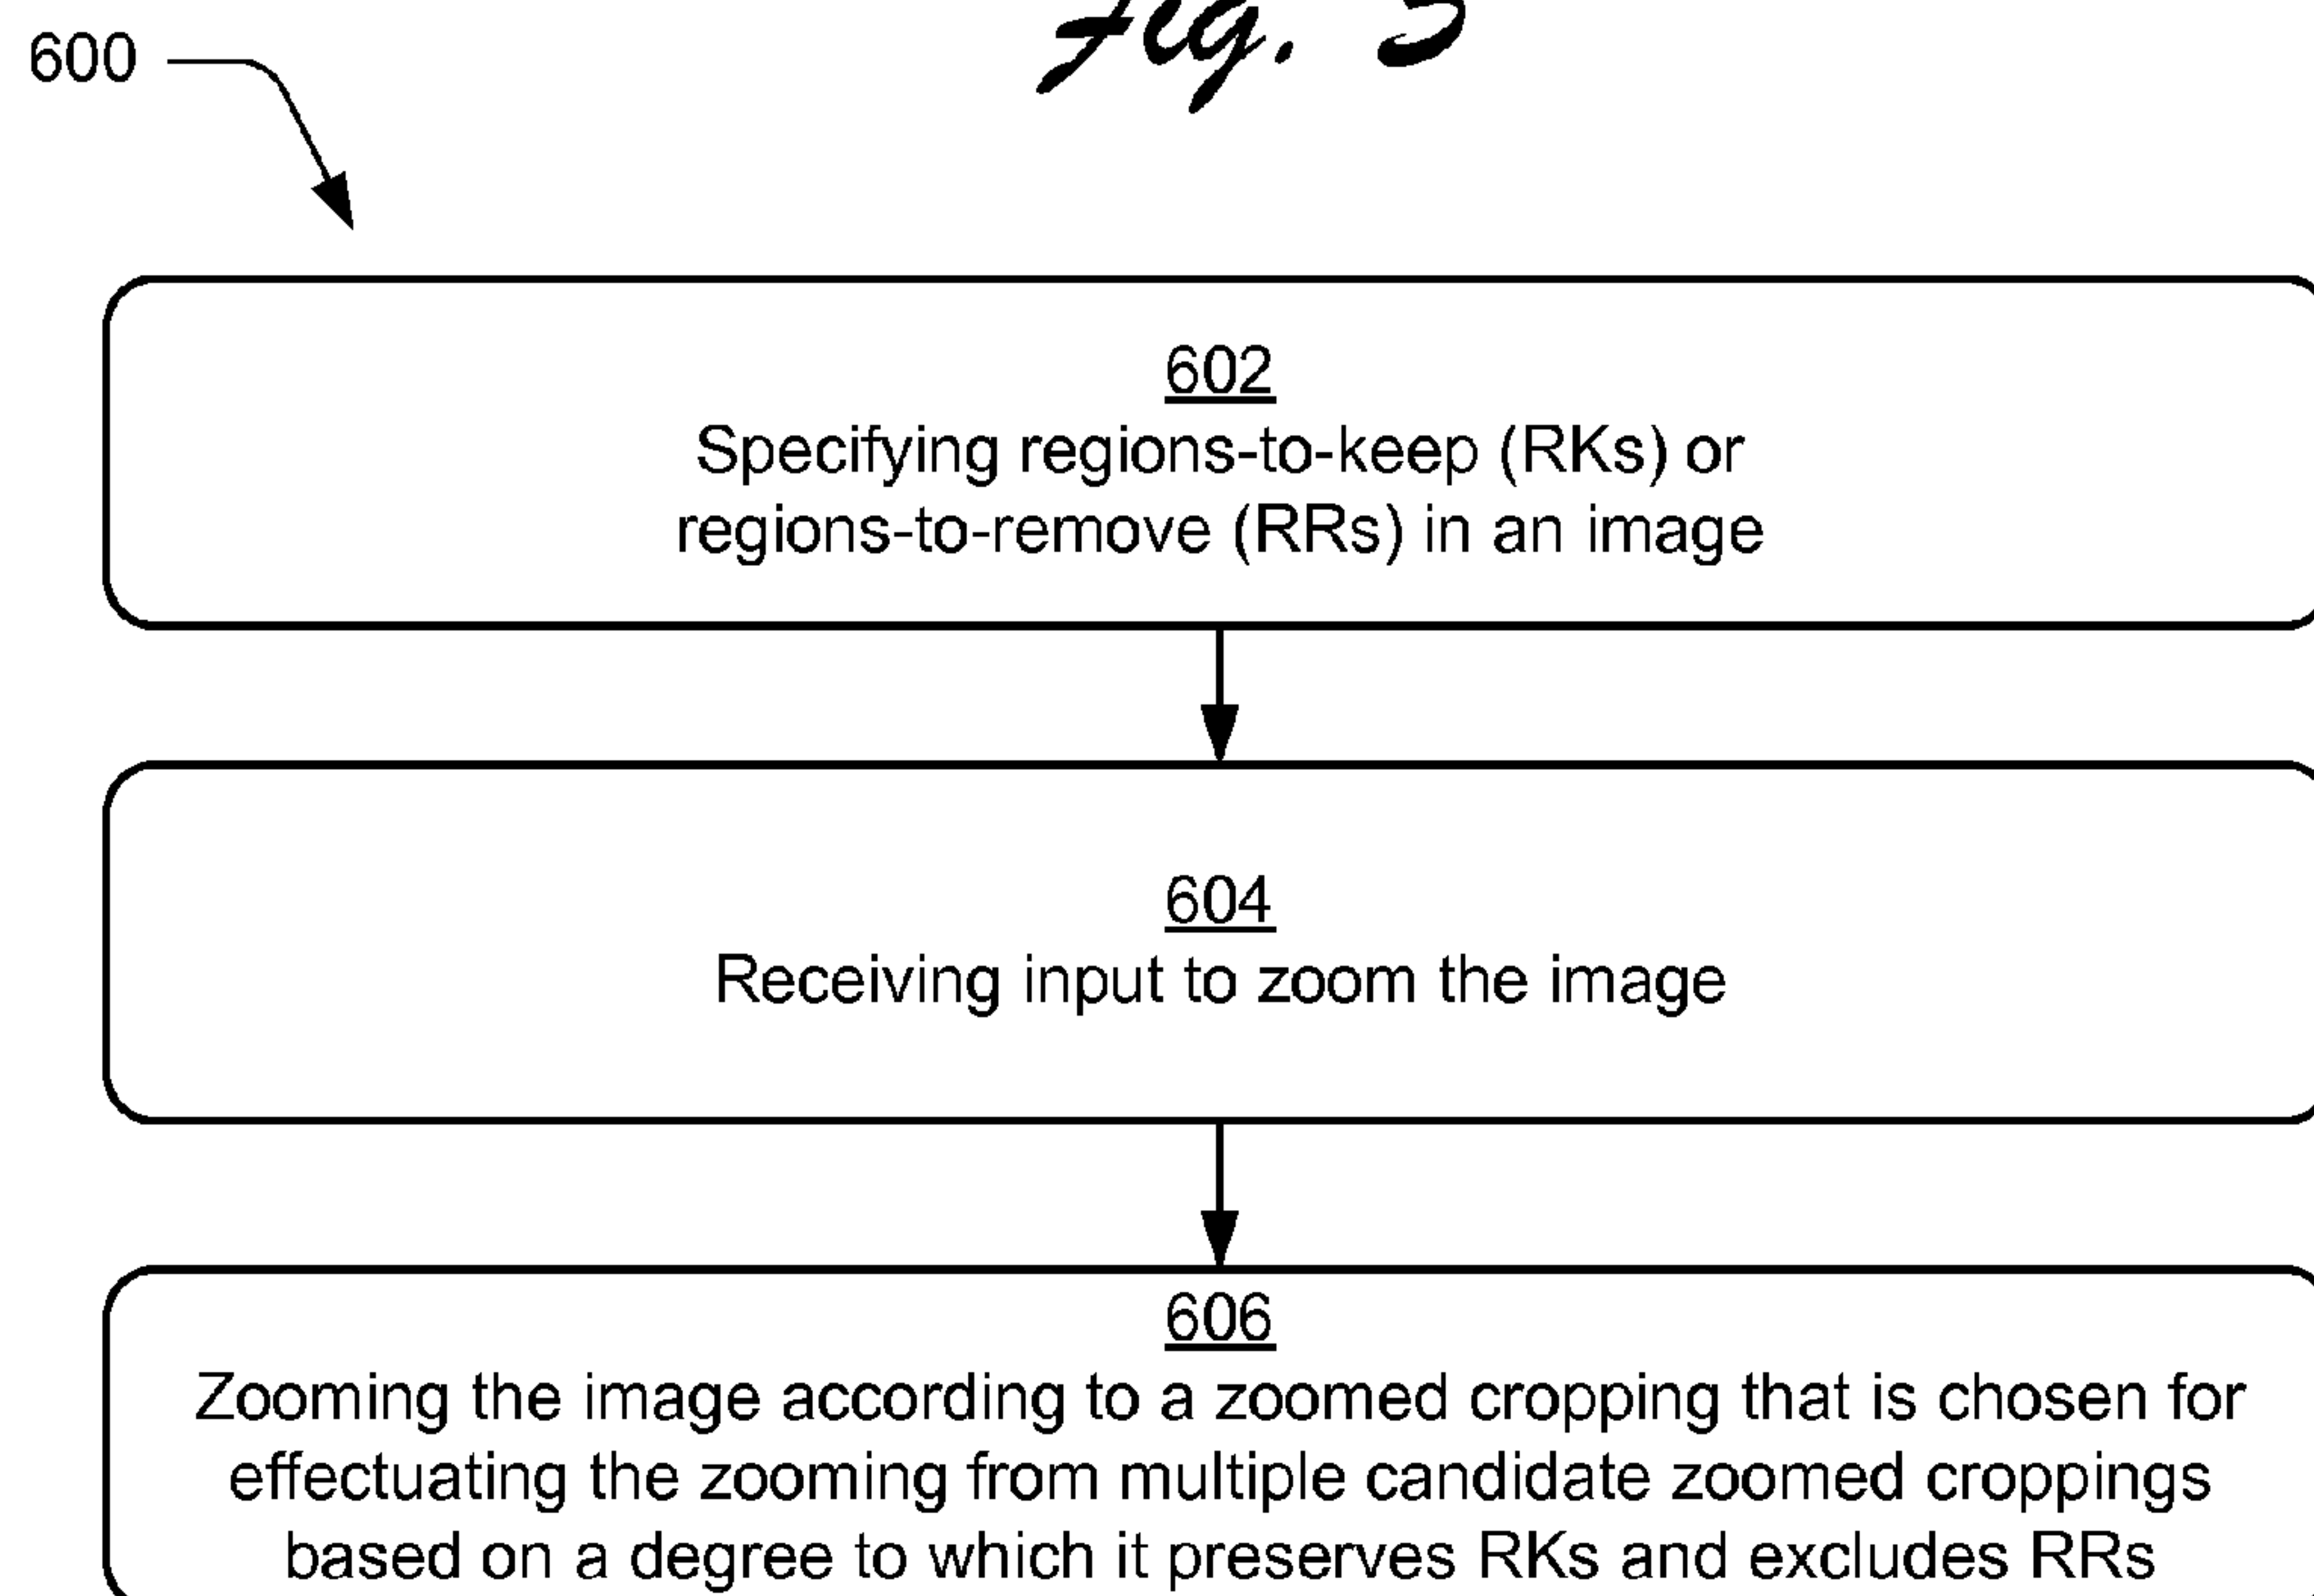 Fig. 5
600
602
Specifying regions-to-keep (RKs) or
regions-to-remove (RRs) in an image
604
Receiving input to zoom the image
606
Zooming the image according to a zoomed cropping that is chosen for
effectuating the zooming from multiple candidate zoomed croppings
based on a degree to which it preserves RKs and excludes RRs